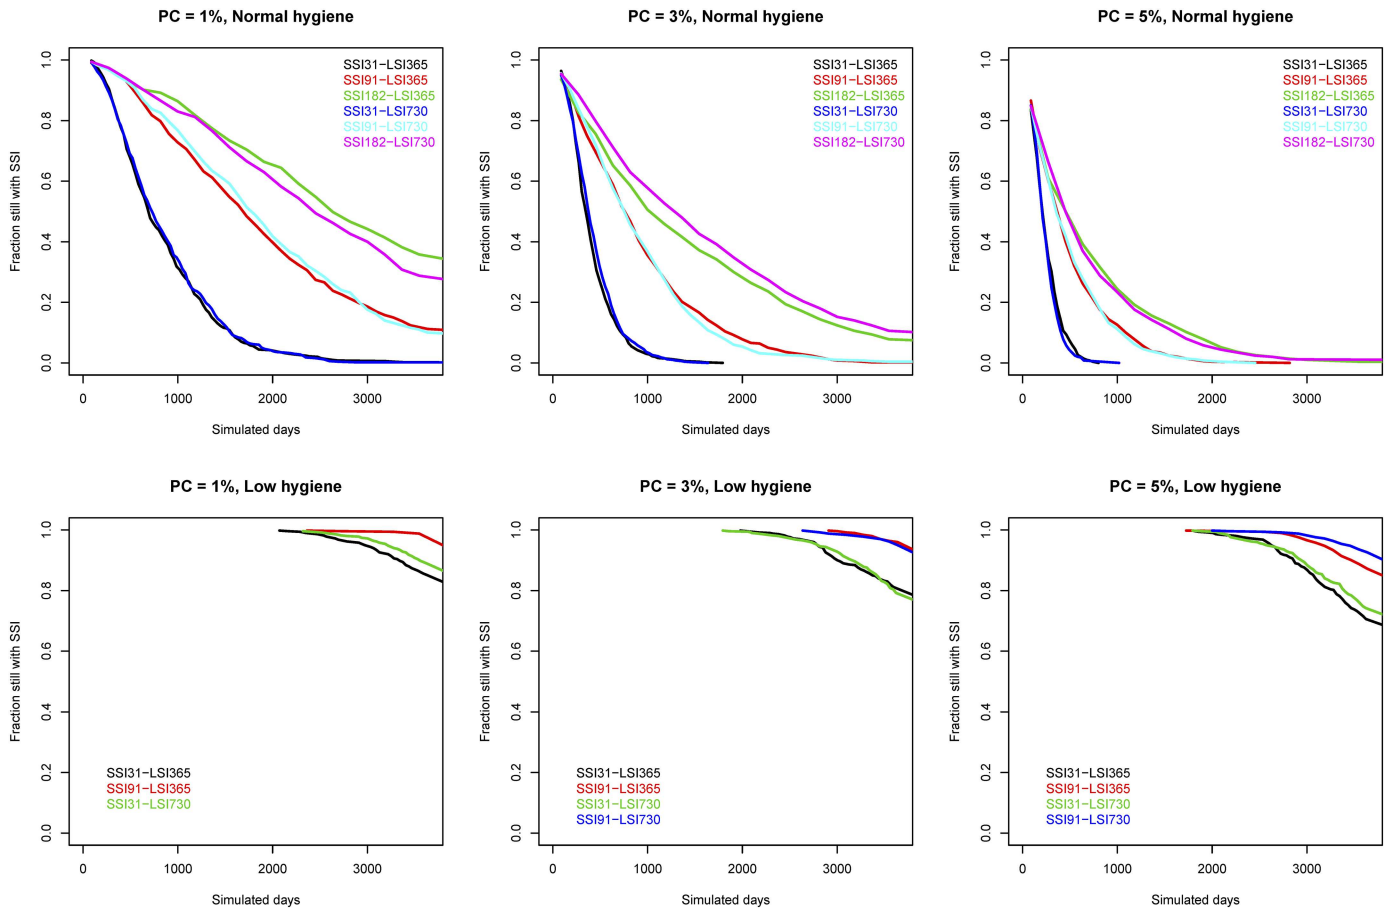 PC = 1%, Normal hygiene
Fraction still with SSI
1.0
0.8
0.6
0.4
0.2
0.0
SSI31−LSI365
SSI91−LSI365
SSI182−LSI365
SSI31−LSI730
SSI91−LSI730
SSI182−LSI730
0 1000 2000 3000
Simulated days
PC = 3%, Normal hygiene
Fraction still with SSI
1.0
0.8
0.6
0.4
0.2
0.0
SSI31−LSI365
SSI91−LSI365
SSI182−LSI365
SSI31−LSI730
SSI91−LSI730
SSI182−LSI730
0 1000 2000 3000
Simulated days
PC = 5%, Normal hygiene
Fraction still with SSI
1.0
0.8
0.6
0.4
0.2
0.0
SSI31−LSI365
SSI91−LSI365
SSI182−LSI365
SSI31−LSI730
SSI91−LSI730
SSI182−LSI730
0 1000 2000 3000
Simulated days
PC = 1%, Low hygiene
Fraction still with SSI
1.0
0.8
0.6
0.4
0.2
0.0
SSI31−LSI365
SSI91−LSI365
SSI31−LSI730
0 1000 2000 3000
Simulated days
PC = 3%, Low hygiene
Fraction still with SSI
1.0
0.8
0.6
0.4
0.2
0.0
SSI31−LSI365
SSI91−LSI365
SSI31−LSI730
SSI91−LSI730
0 1000 2000 3000
Simulated days
PC = 5%, Low hygiene
Fraction still with SSI
1.0
0.8
0.6
0.4
0.2
0.0
SSI31−LSI365
SSI91−LSI365
SSI31−LSI730
SSI91−LSI730
0 1000 2000 3000
Simulated days